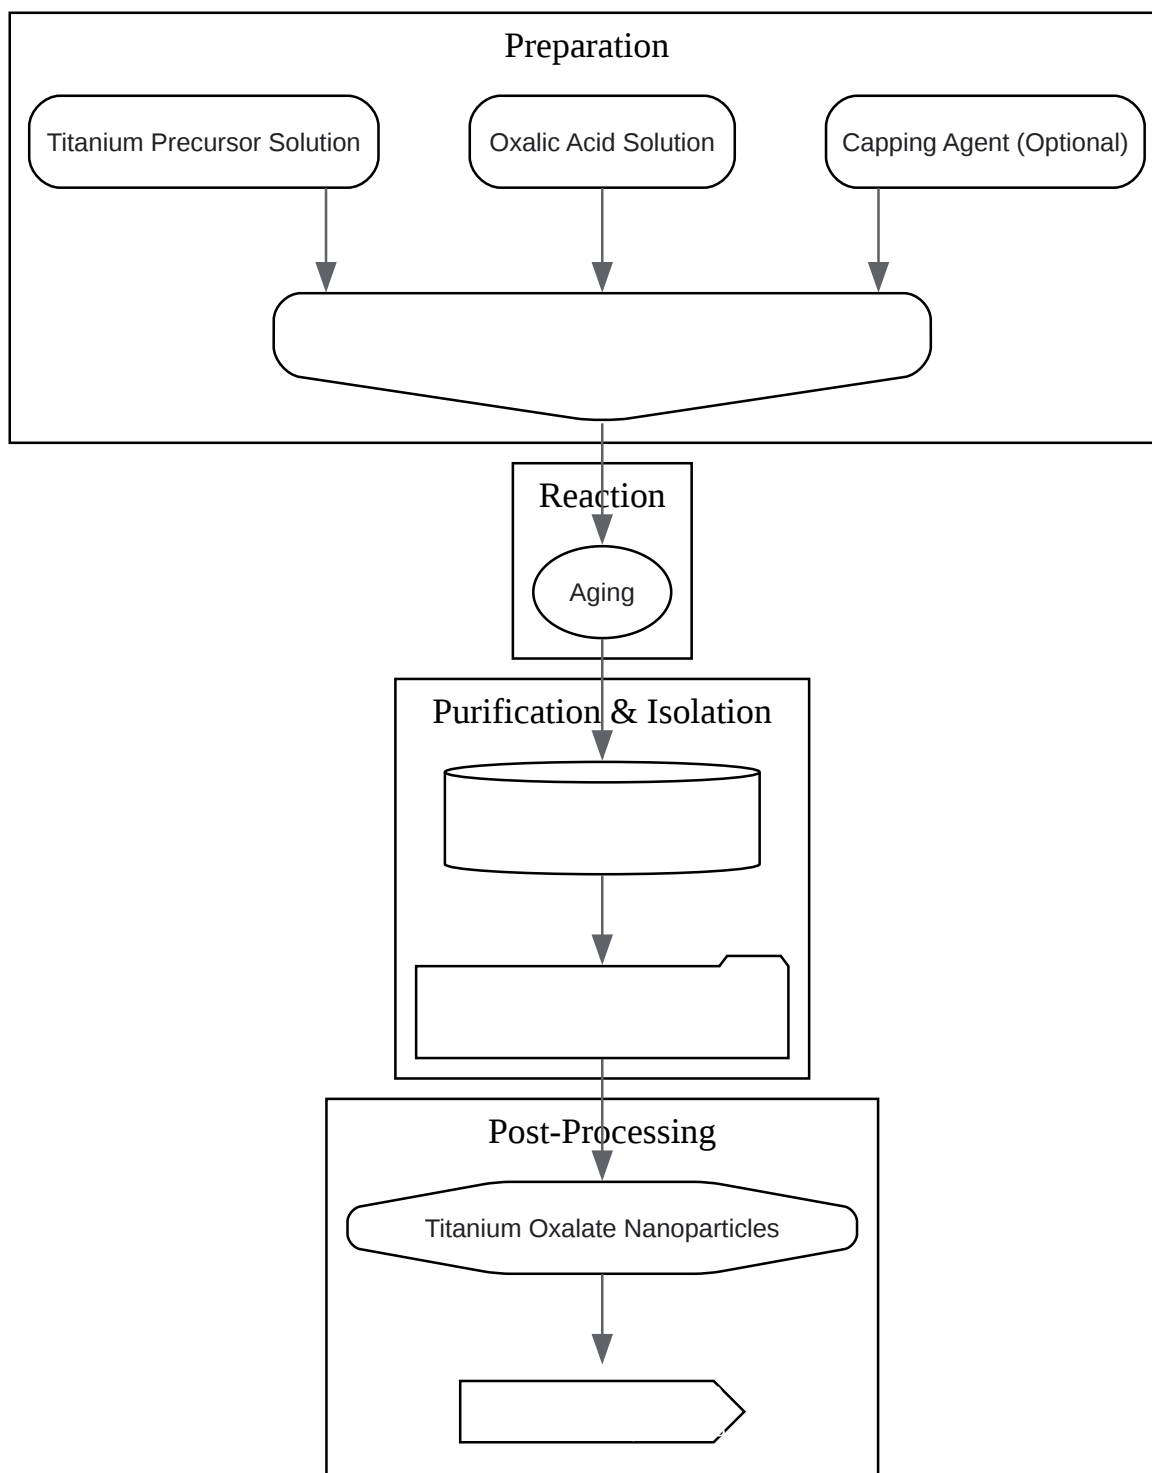 Preparation
Titanium Precursor Solution
Oxalic Acid Solution
Capping Agent (Optional)
Reaction
Aging
Purification & Isolation
Post-Processing
Titanium Oxalate Nanoparticles